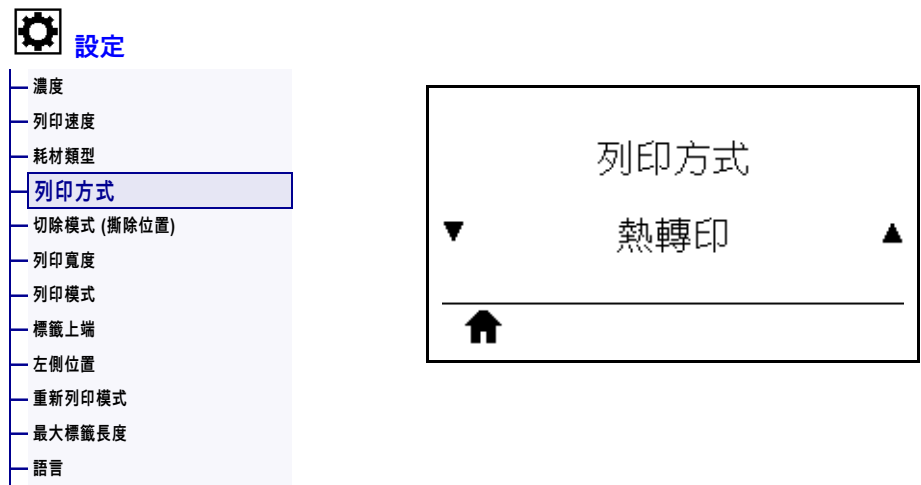 設定
濃度
列印速度
耗材類型
列印方式
切除模式 (撕除位置)
列印寬度
列印模式
標籤上端
左側位置
重新列印模式
最大標籤長度
語言
列印方式
熱轉印